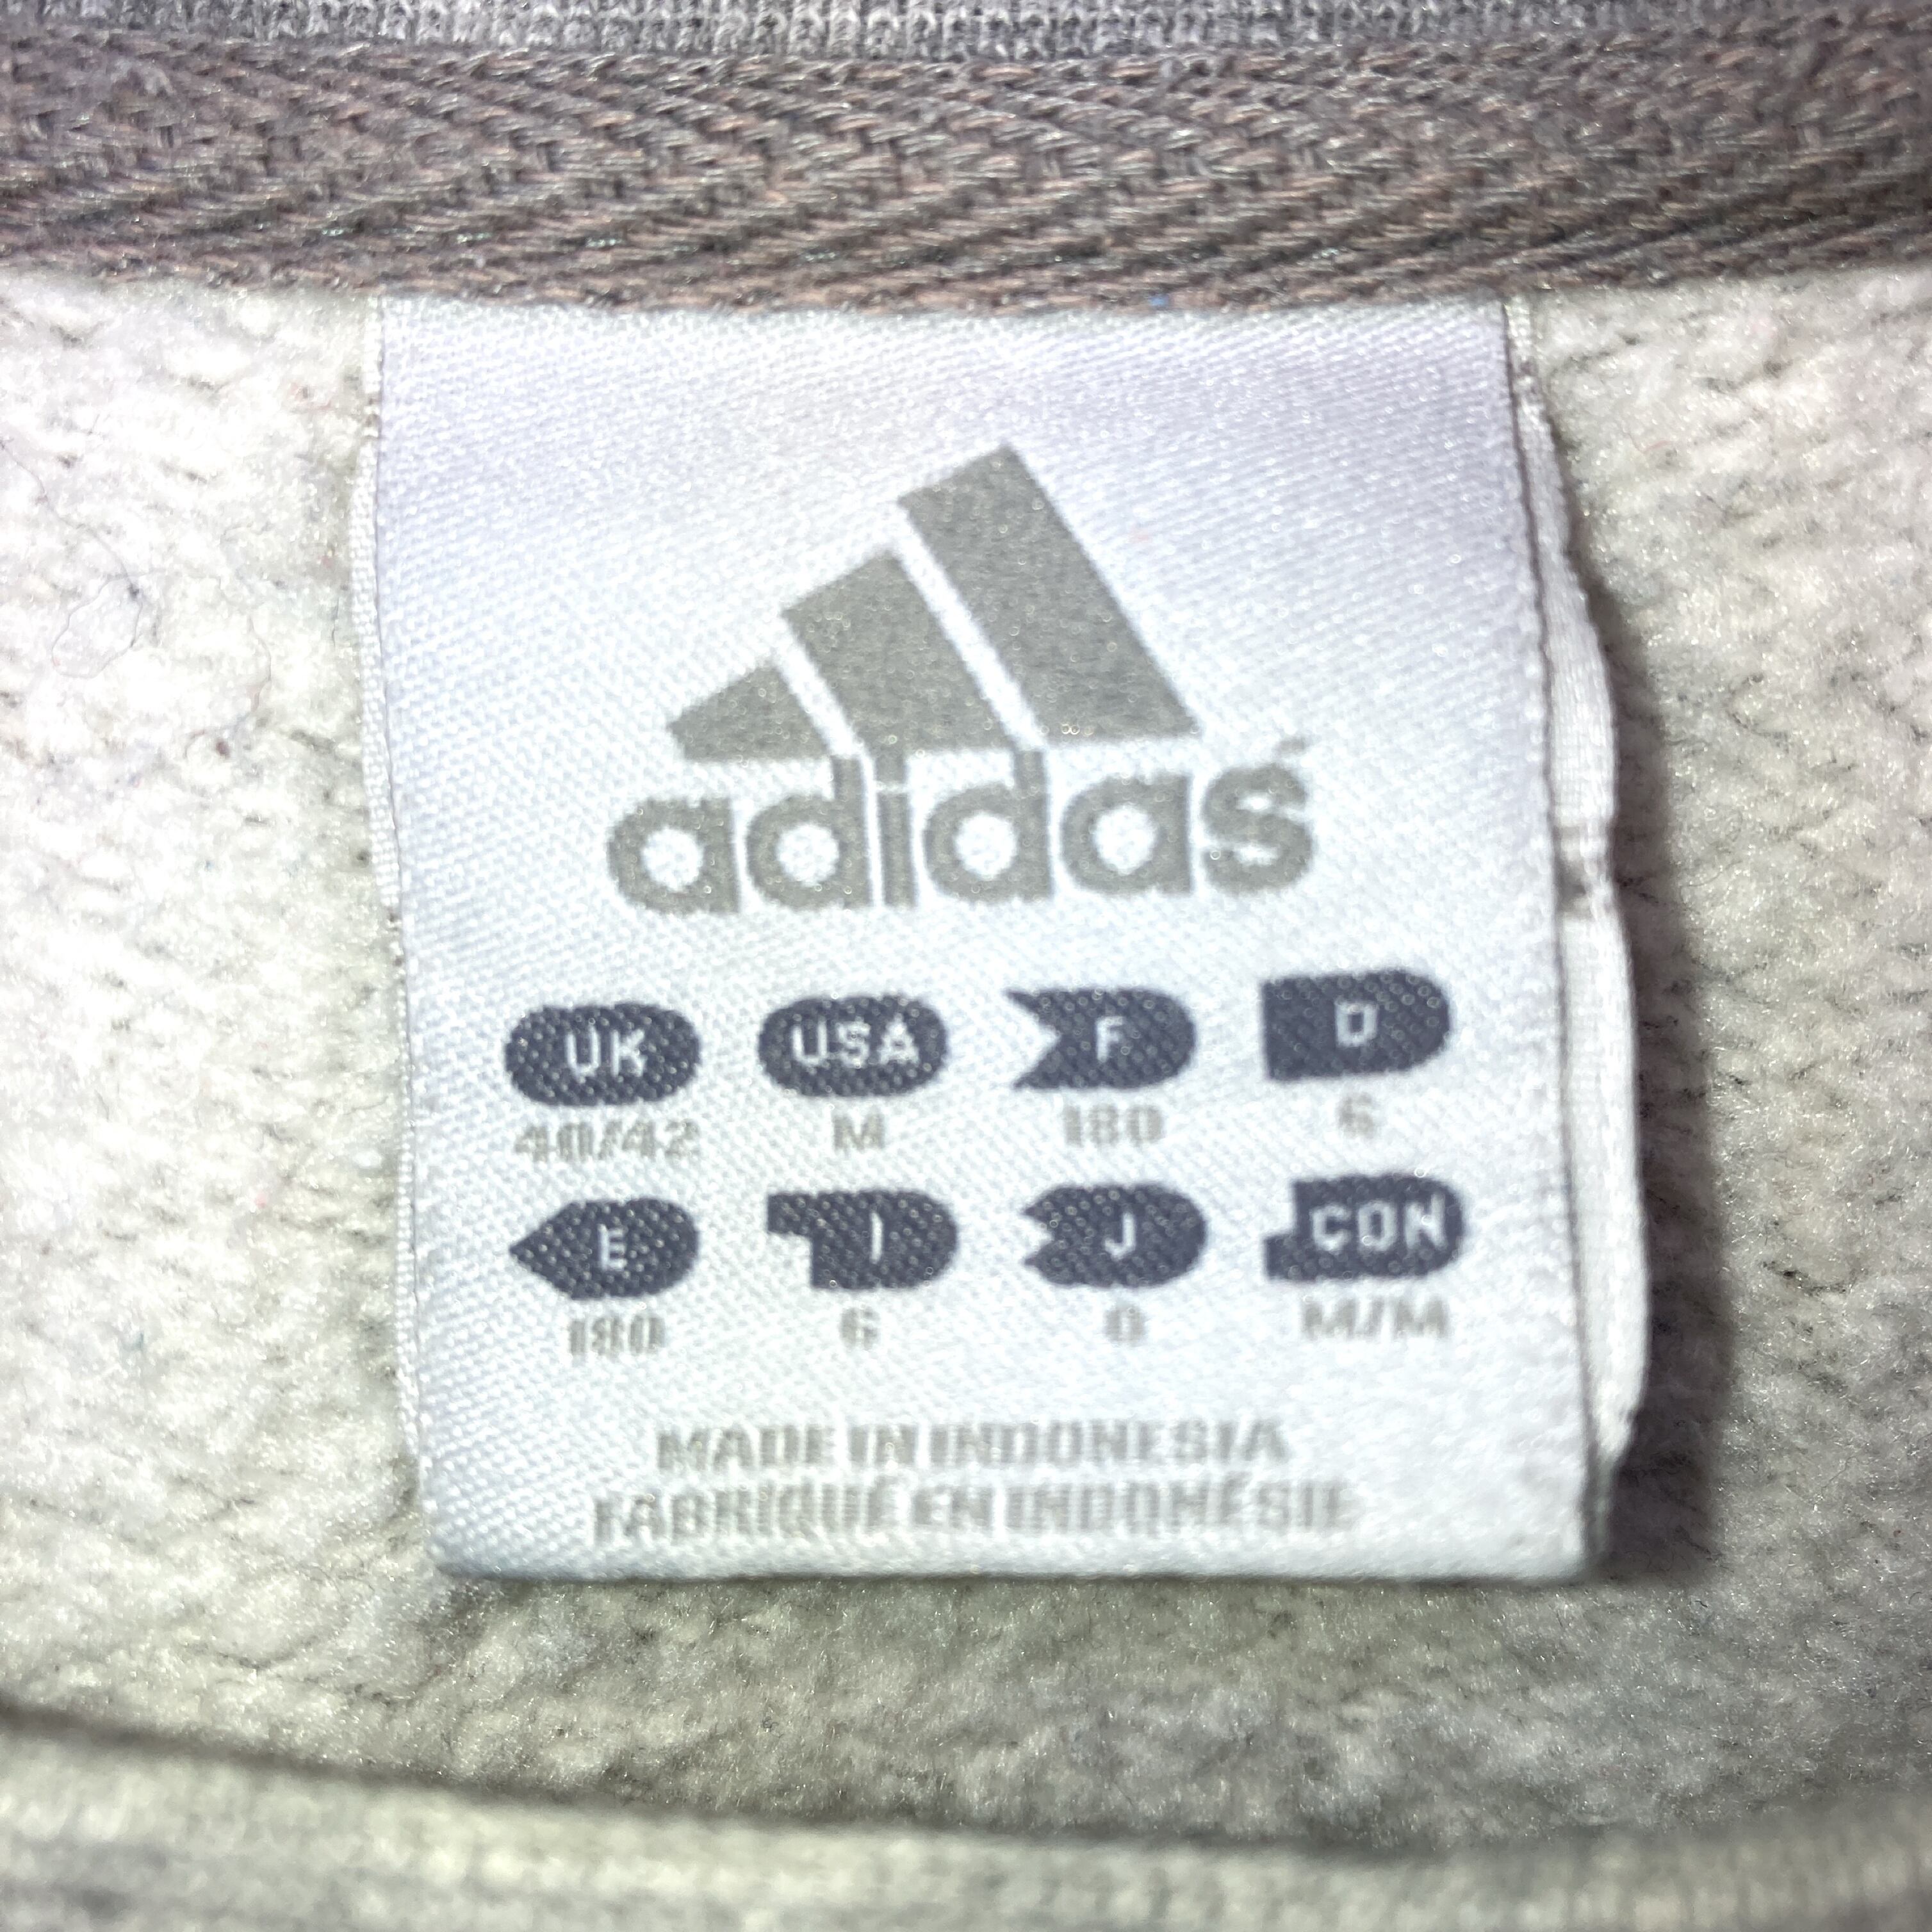 adidas
UK USA F D
40/42 M 180 6
E I J CON
180 6 O M/M
MADE IN INDONESIA
FABRIQUÉ EN INDONÉSIE